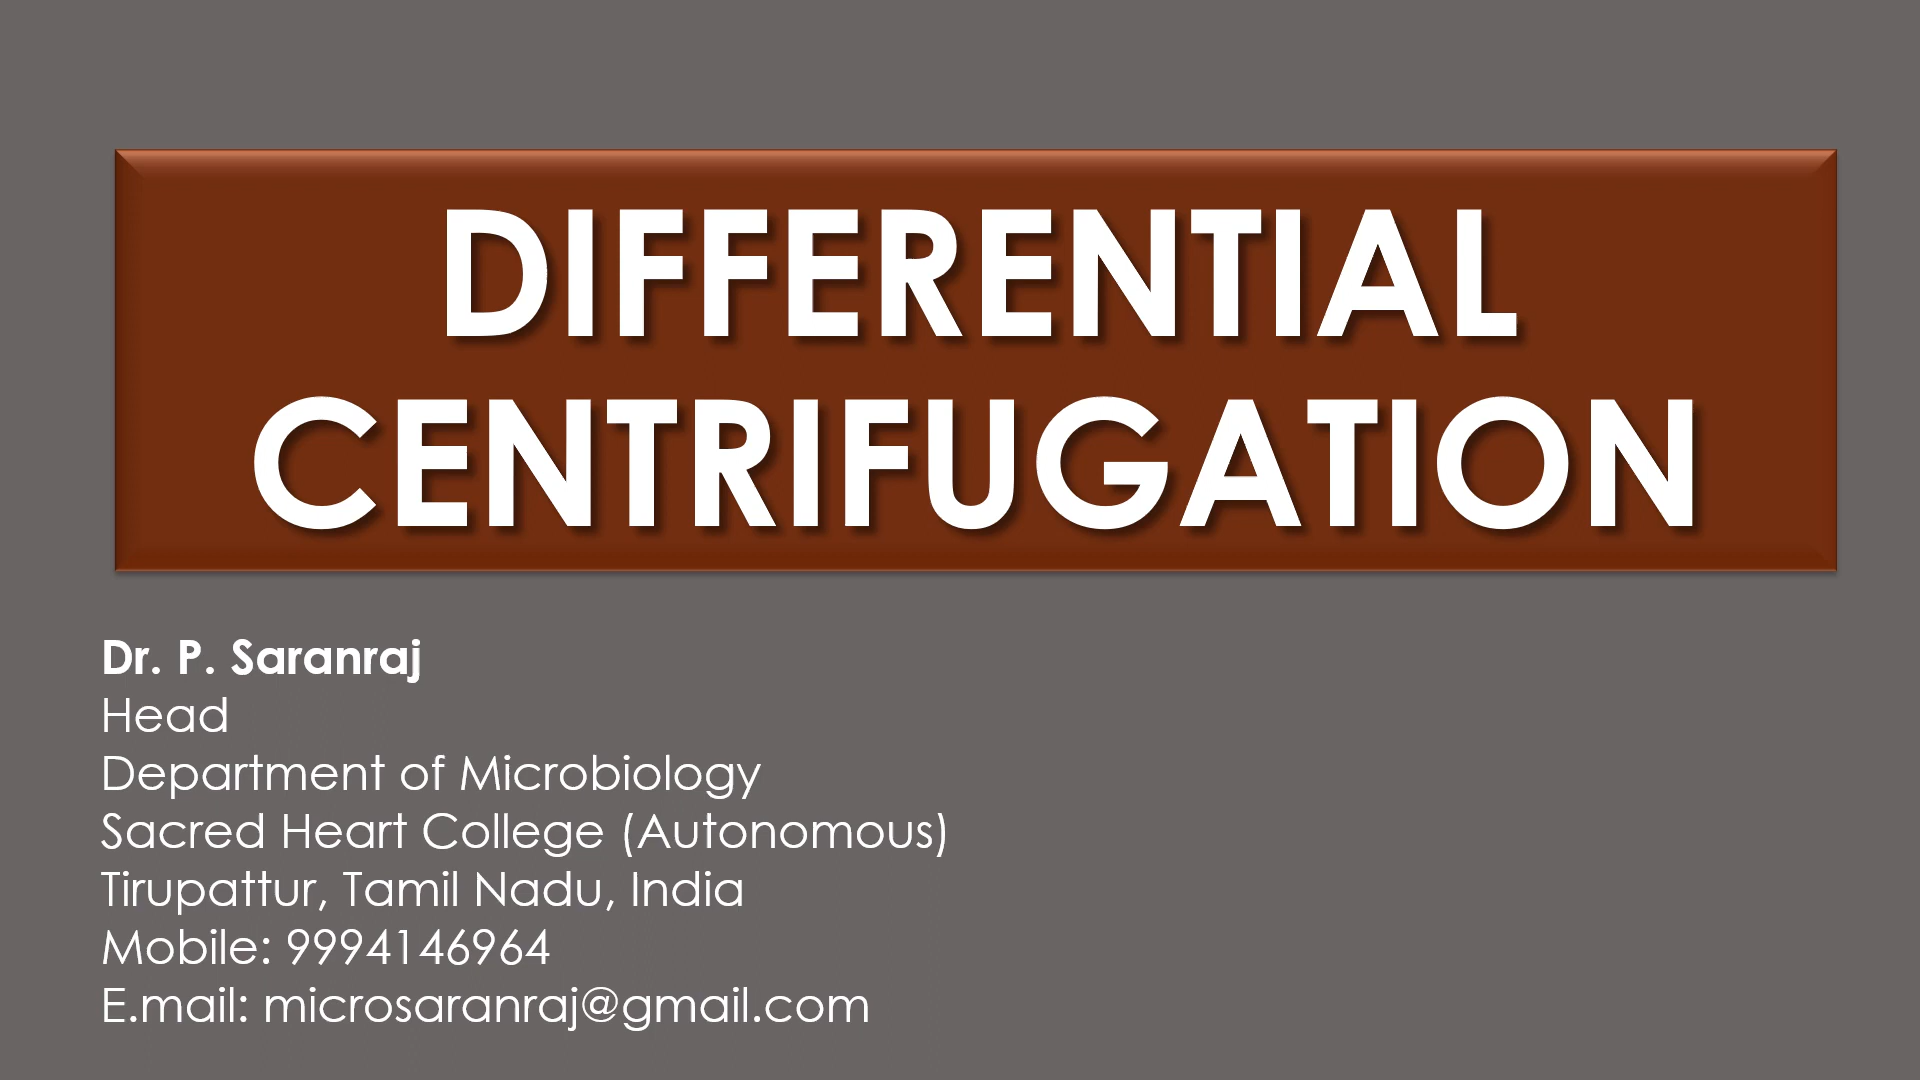 DIFFERENTIAL
CENTRIFUGATION
Dr. P. Saranraj
Head
Department of Microbiology
Sacred Heart College (Autonomous)
Tirupattur, Tamil Nadu, India
Mobile: 9994146964
E.mail: microsaranraj@gmail.com